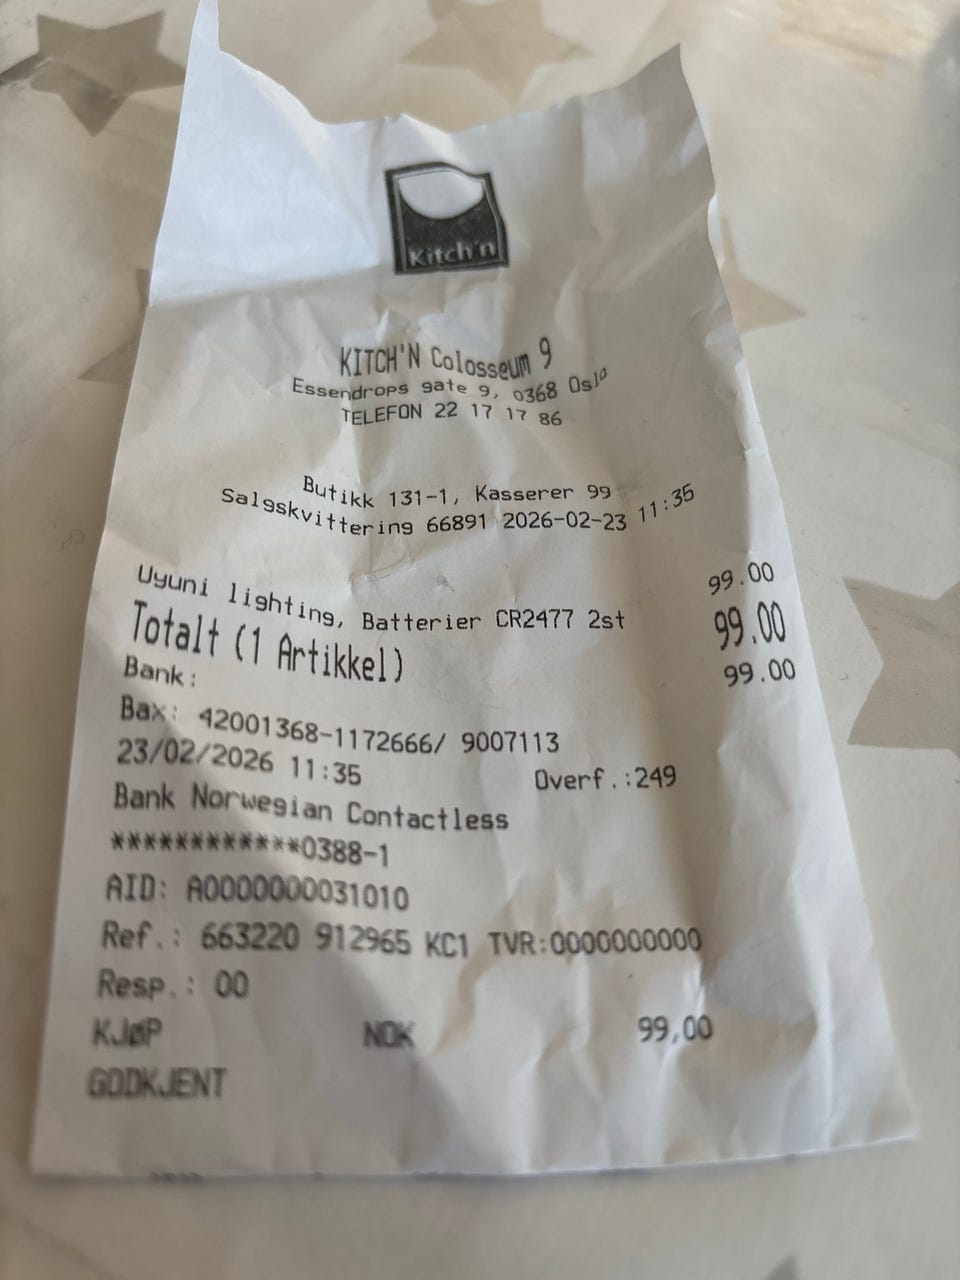 Kitch'n
KITCH'N Colosseum 9
Essendrops gate 9, 0368 Oslo
TELEFON 22 17 17 86
Butikk 131-1, Kasserer 99
Salgskvittering 66891 2026-02-23 11:35
Uyuni lighting, Batterier CR2477 2st 99.00
Totalt (1 Artikkel) 99.00
Bank: 99.00
Bax: 42001368-1172666/ 9007113
23/02/2026 11:35 Overf.:249
Bank Norwegian Contactless
************0388-1
AID: A0000000031010
Ref.: 663220 912965 KC1 TVR:0000000000
Resp.: 00
KJØP NOK 99,00
GODKJENT